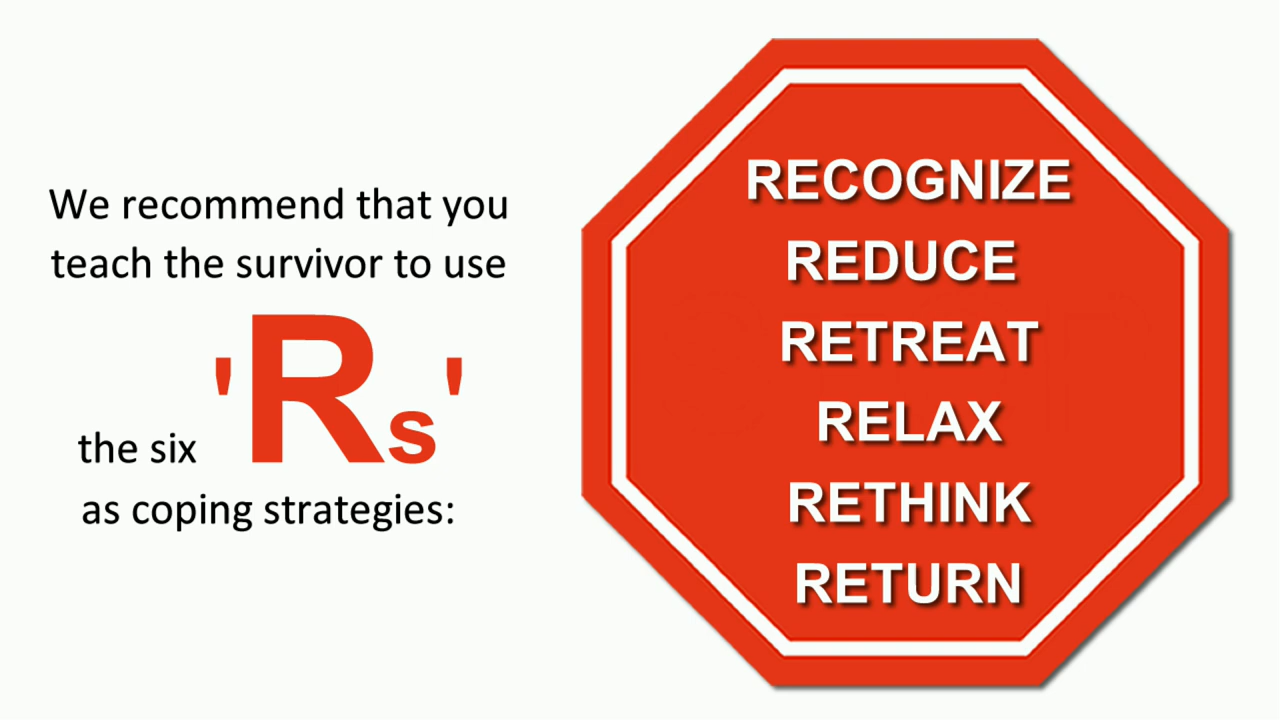 We recommend that you
teach the survivor to use
the six 'Rs'
as coping strategies:
RECOGNIZE
REDUCE
RETREAT
RELAX
RETHINK
RETURN